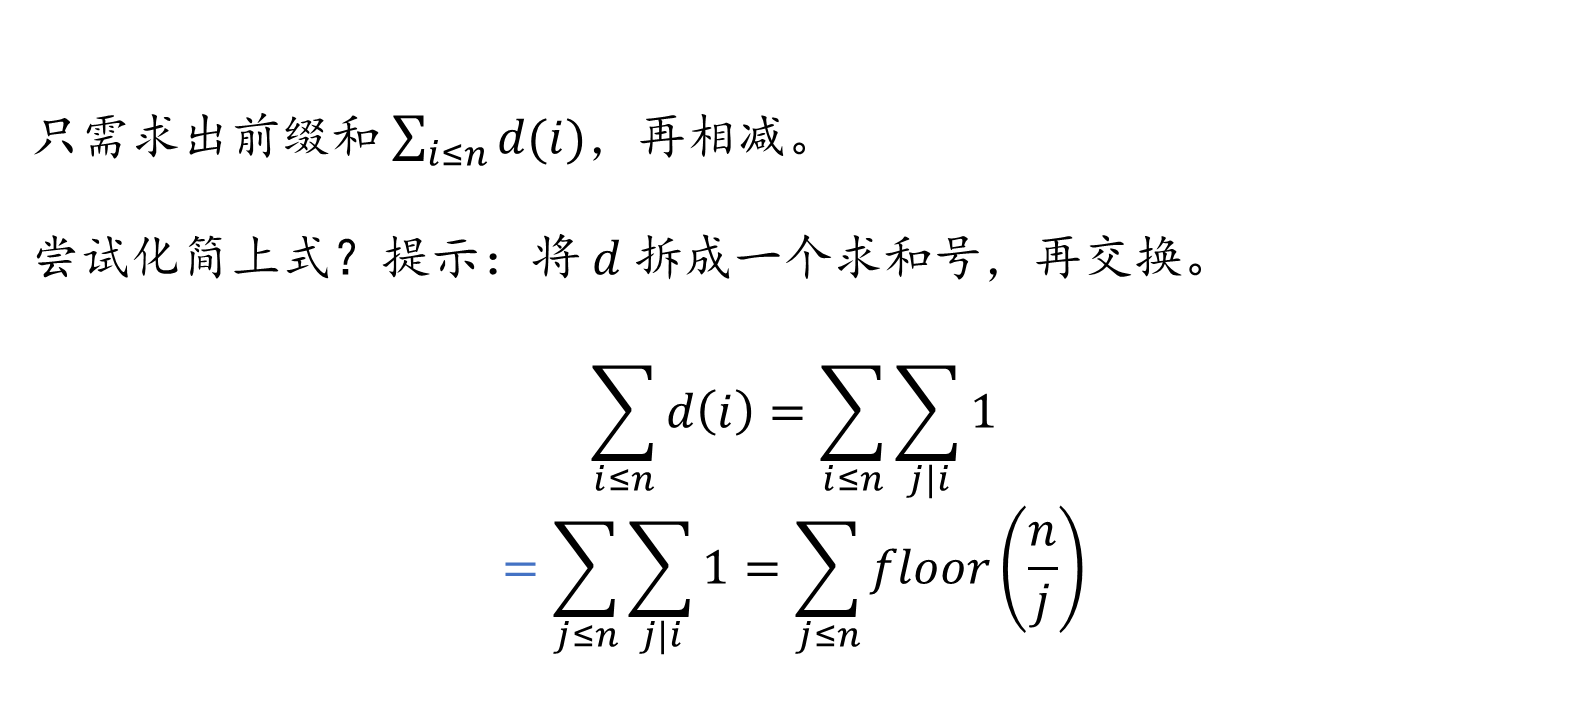 只需求出前缀和 ∑_{i≤n} d(i)，再相减。
尝试化简上式？提示：将 d 拆成一个求和号，再交换。
∑_{i≤n} d(i) = ∑_{i≤n} ∑_{j|i} 1
= ∑_{j≤n} ∑_{j|i} 1 = ∑_{j≤n} floor(n/j)